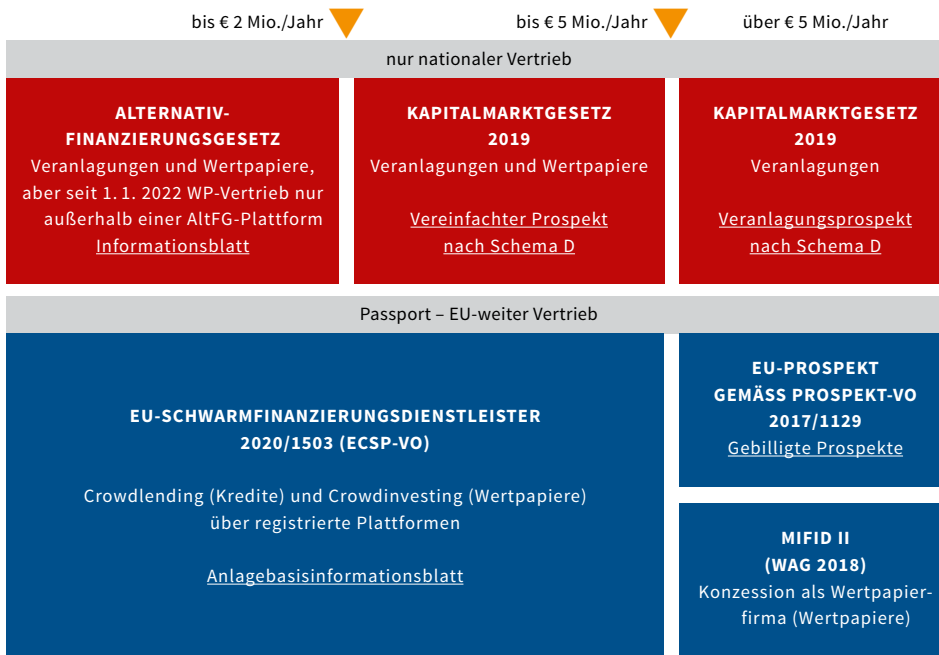 bis € 2 Mio./Jahr
bis € 5 Mio./Jahr
über € 5 Mio./Jahr
nur nationaler Vertrieb
ALTERNATIV-
FINANZIERUNGSGESETZ
Veranlagungen und Wertpapiere,
aber seit 1. 1. 2022 WP-Vertrieb nur
außerhalb einer AltFG-Plattform
Informationsblatt
KAPITALMARKTGESETZ
2019
Veranlagungen und Wertpapiere
Vereinfachter Prospekt
nach Schema D
KAPITALMARKTGESETZ
2019
Veranlagungen
Veranlagungsprospekt
nach Schema D
Passport – EU-weiter Vertrieb
EU-SCHWARMFINANZIERUNGSDIENSTLEISTER
2020/1503 (ECSP-VO)
Crowdlending (Kredite) und Crowdinvesting (Wertpapiere)
über registrierte Plattformen
Anlagebasisinformationsblatt
EU-PROSPEKT
GEMÄSS PROSPEKT-VO
2017/1129
Gebilligte Prospekte
MIFID II
(WAG 2018)
Konzession als Wertpapier-
firma (Wertpapiere)